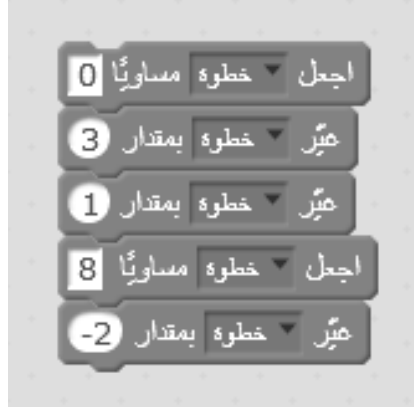 اجعل خطوة مساويًا 0
غيّر خطوة بمقدار 3
غيّر خطوة بمقدار 1
اجعل خطوة مساويًا 8
غيّر خطوة بمقدار -2